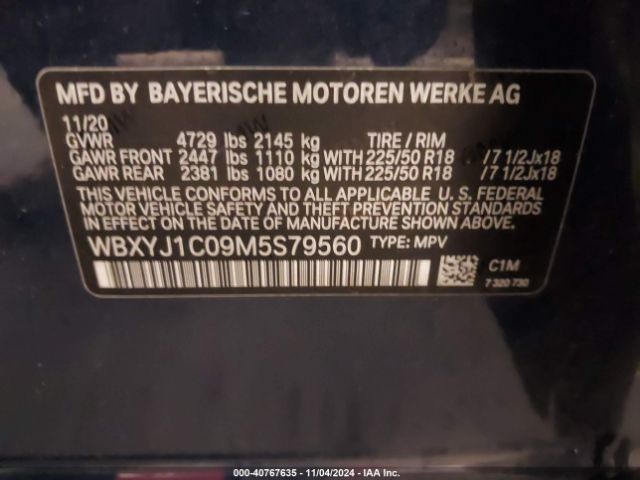 MFD BY BAYERISCHE MOTOREN WERKE AG
11/20
GVWR 4729 lbs 2145 kg TIRE / RIM
GAWR FRONT 2447 lbs 1110 kg WITH 225/50 R18 /7 1/2Jx18
GAWR REAR 2381 lbs 1080 kg WITH 225/50 R18 /7 1/2Jx18
THIS VEHICLE CONFORMS TO ALL APPLICABLE U. S. FEDERAL
MOTOR VEHICLE SAFETY AND THEFT PREVENTION STANDARDS
IN EFFECT ON THE DATE OF MANUFACTURE SHOWN ABOVE.
WBXYJ1C09M5S79560 TYPE: MPV
C1M
7 320 730
000-40767635 - 11/04/2024 - IAA Inc.